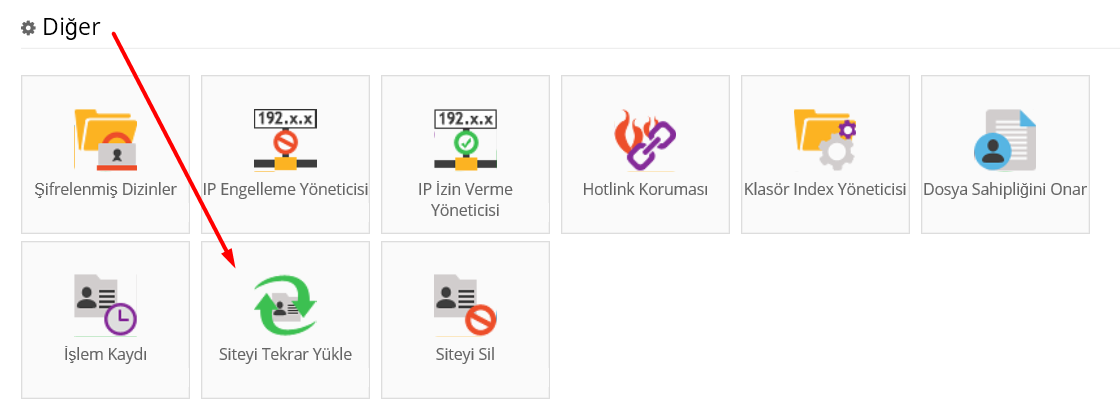 Diğer
192.x.x
192.x.x
Şifrelenmiş Dizinler
IP Engelleme Yöneticisi
IP İzin Verme
Yöneticisi
Hotlink Koruması
Klasör Index Yöneticisi
Dosya Sahipliğini Onar
İşlem Kaydı
Siteyi Tekrar Yükle
Siteyi Sil